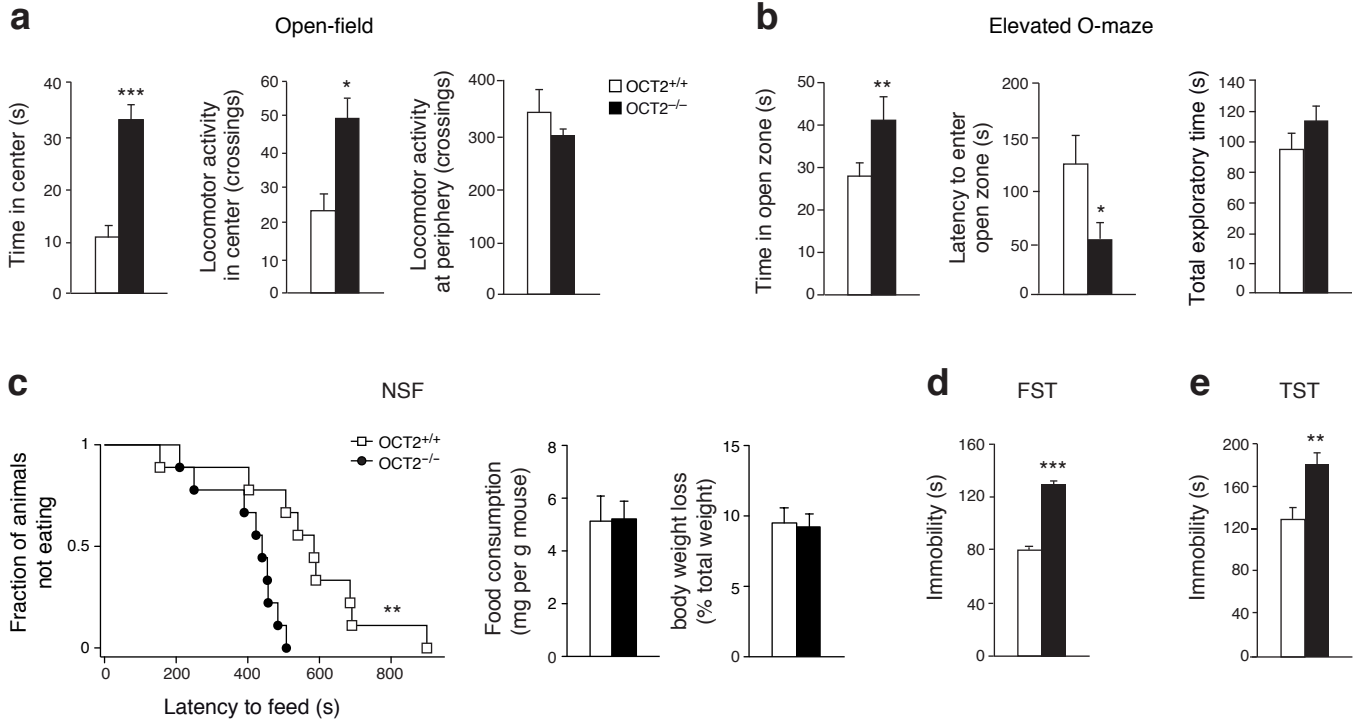 a
Open-field
Time in center (s)
40
30
20
10
0
***
Locomotor activity
in center (crossings)
60
50
40
30
20
10
0
*
Locomotor activity
at periphery (crossings)
400
300
200
100
0
OCT2+/+
OCT2–/–
b
Elevated O-maze
Time in open zone (s)
50
40
30
20
10
0
**
Latency to enter
open zone (s)
200
150
100
50
0
*
Total exploratory time (s)
140
120
100
80
60
20
10
0
c
NSF
Fraction of animals
not eating
1
0.5
0
OCT2+/+
OCT2–/–
**
0 200 400 600 800
Latency to feed (s)
Food consumption
(mg per g mouse)
8
6
4
2
0
body weight loss
(% total weight)
15
10
5
0
d
FST
Immobility (s)
160
120
80
40
0
***
e
TST
Immobility (s)
200
160
120
80
40
0
**